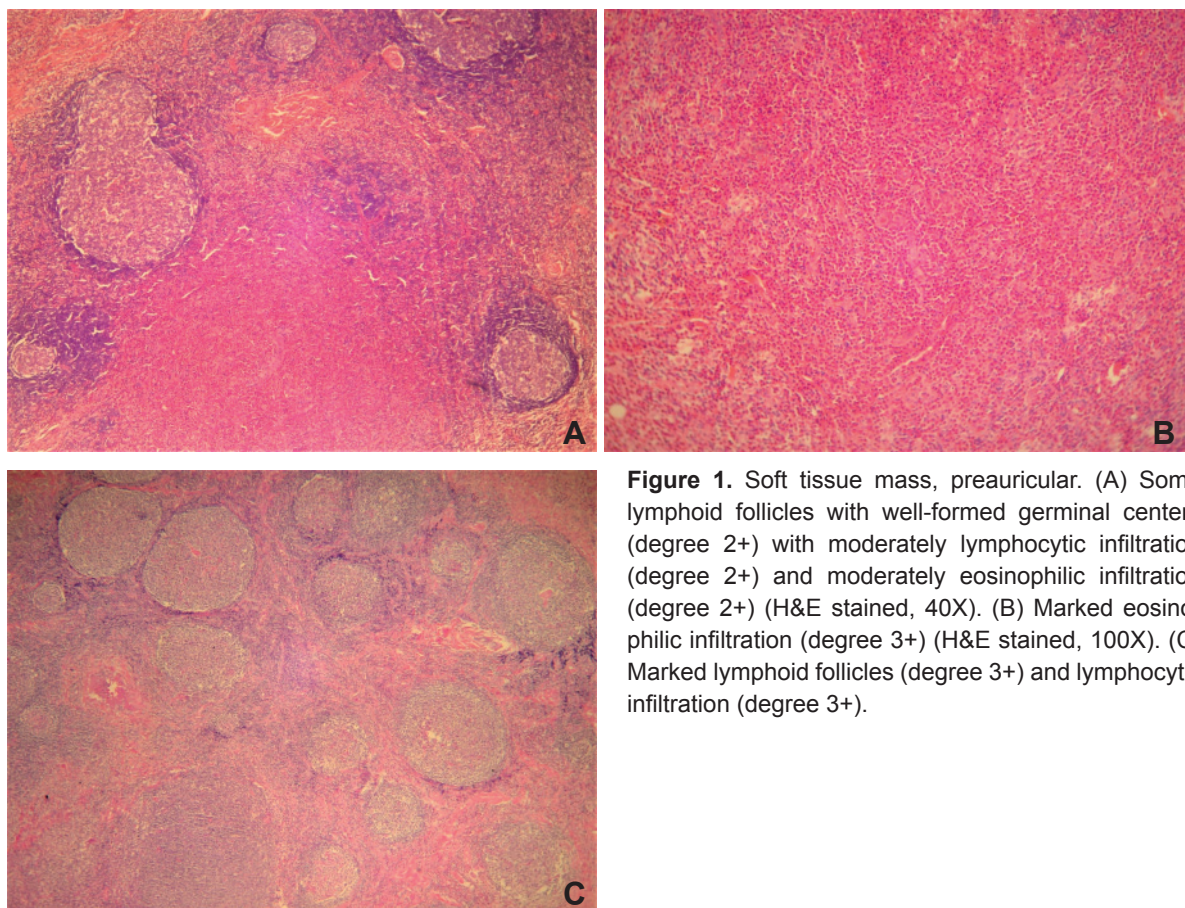 A
B
Figure 1. Soft tissue mass, preauricular. (A) Som
lymphoid follicles with well-formed germinal center
(degree 2+) with moderately lymphocytic infiltratio
(degree 2+) and moderately eosinophilic infiltratio
(degree 2+) (H&E stained, 40X). (B) Marked eosino
philic infiltration (degree 3+) (H&E stained, 100X). (C
Marked lymphoid follicles (degree 3+) and lymphocyt
infiltration (degree 3+).
C